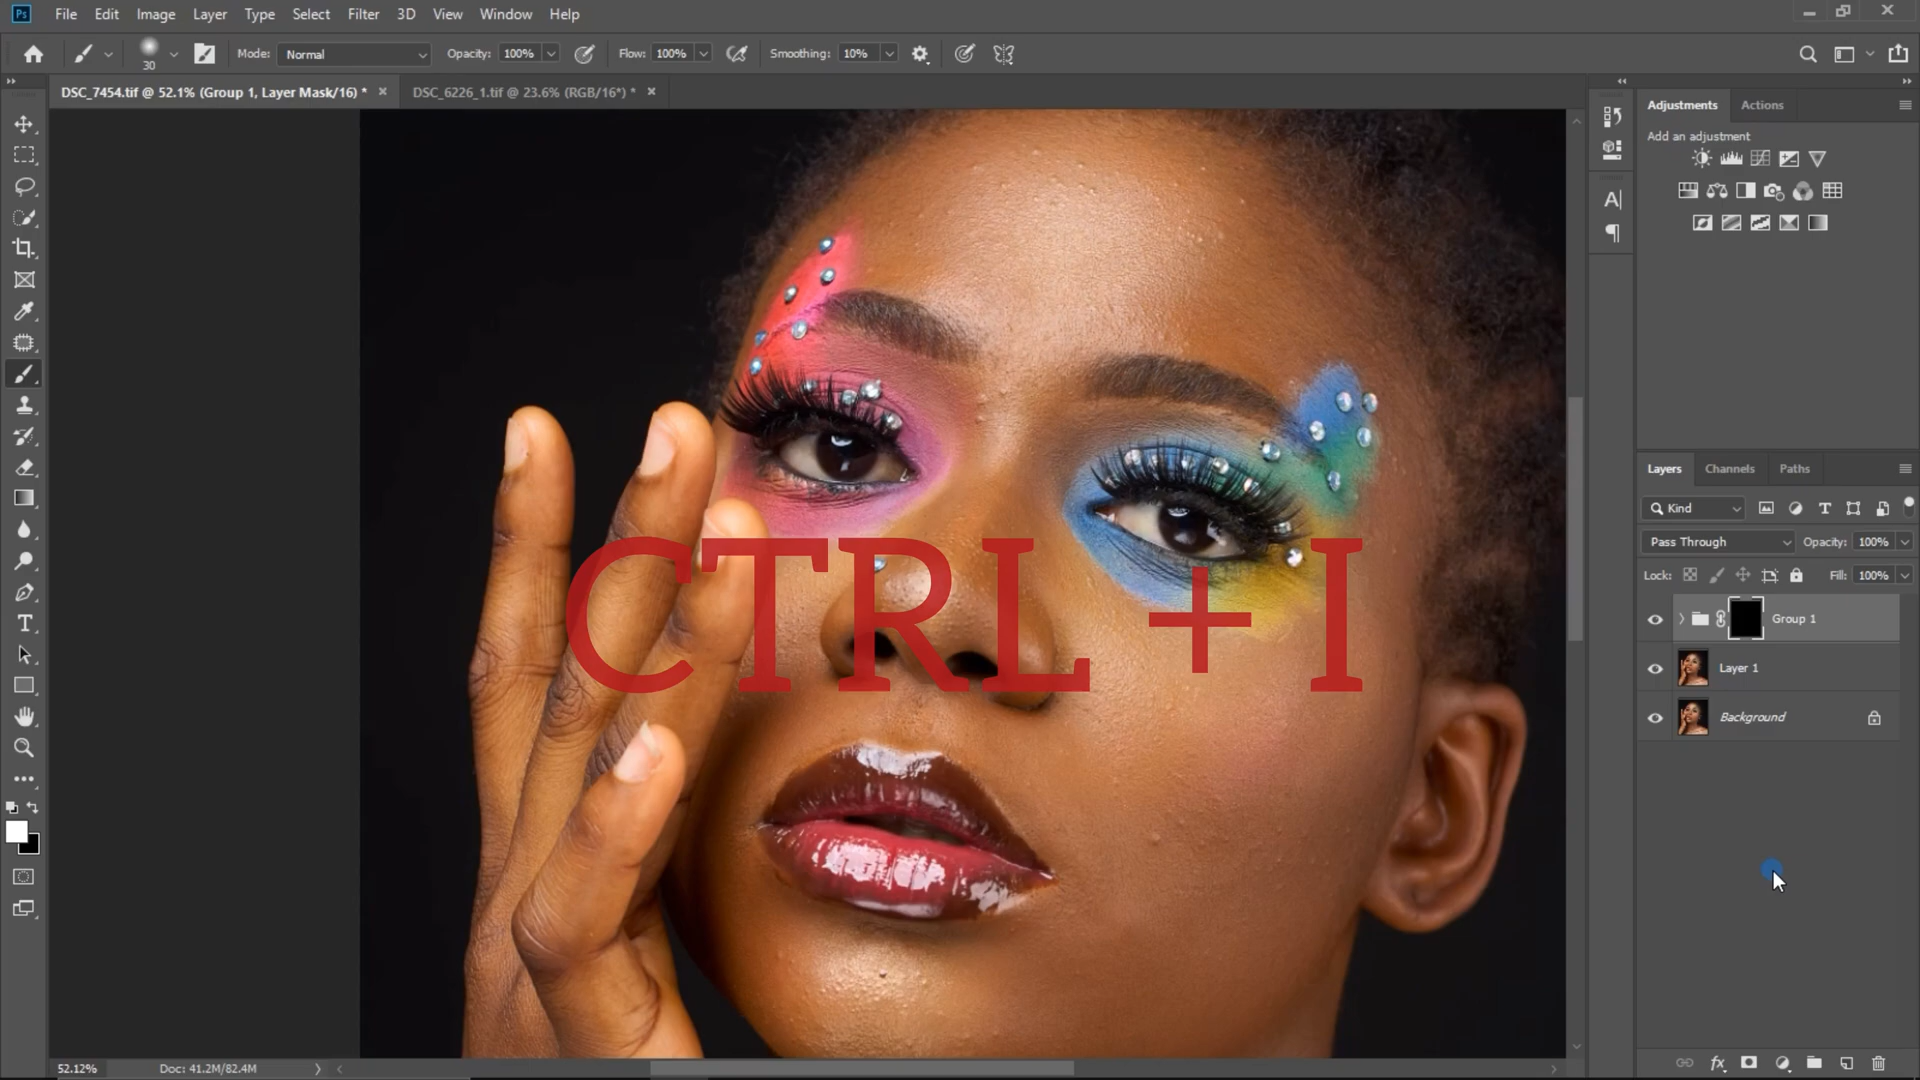 Ps File Edit Image Layer Type Select Filter 3D View Window Help
30 Mode: Normal Opacity: 100% Flow: 100% Smoothing: 10%
DSC_7454.tif @ 52.1% (Group 1, Layer Mask/16) * × DSC_6226_1.tif @ 23.6% (RGB/16*) * ×
Adjustments Actions
Add an adjustment
Layers Channels Paths
Kind
Pass Through Opacity: 100%
Lock: Fill: 100%
Group 1
Layer 1
Background
CTRL + I
52.12% Doc: 41.2M/82.4M